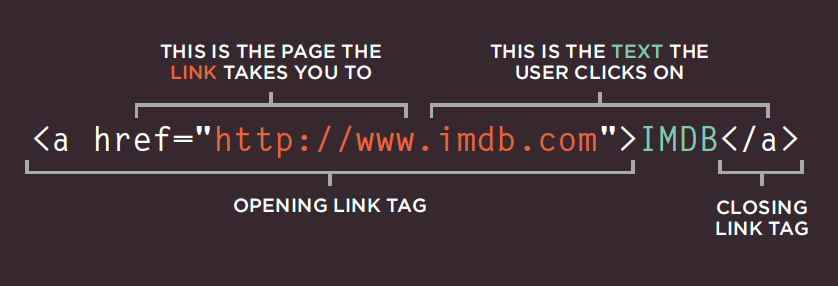 THIS IS THE PAGE THE
LINK TAKES YOU TO
THIS IS THE TEXT THE
USER CLICKS ON
<a href="http://www.imdb.com">IMDB</a>
OPENING LINK TAG
CLOSING
LINK TAG